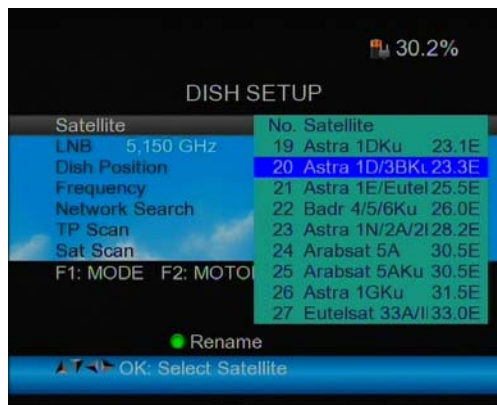 30.2%
DISH SETUP
Satellite
LNB 5,150 GHz
Dish Position
Frequency
Network Search
TP Scan
Sat Scan
F1: MODE F2: MOTO
No. Satellite
19 Astra 1DKu 23.1E
20 Astra 1D/3BKu 23.3E
21 Astra 1E/Eutel 25.5E
22 Badr 4/5/6Ku 26.0E
23 Astra 1N/2A/2I 28.2E
24 Arabsat 5A 30.5E
25 Arabsat 5AKu 30.5E
26 Astra 1GKu 31.5E
27 Eutelsat 33A/I 33.0E
Rename
OK: Select Satellite